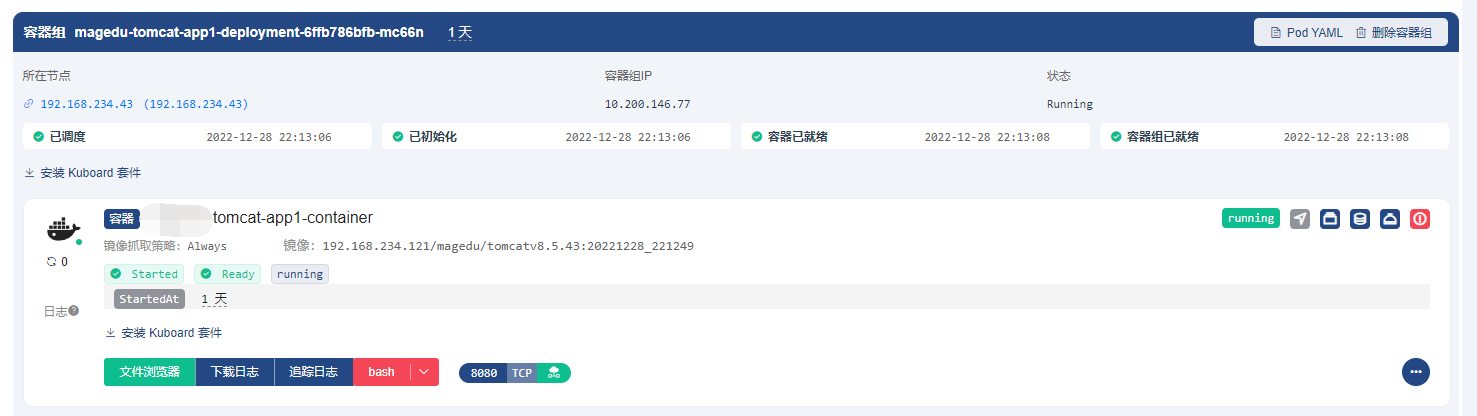 容器组 magedu-tomcat-app1-deployment-6ffb786bfb-mc66n 1 天 Pod YAML 删除容器组
所在节点 容器组IP 状态
192.168.234.43 (192.168.234.43) 10.200.146.77 Running
已调度 2022-12-28 22:13:06 已初始化 2022-12-28 22:13:06 容器已就绪 2022-12-28 22:13:08 容器组已就绪 2022-12-28 22:13:08
安装 Kuboard 套件
容器 tomcat-app1-container running
镜像抓取策略: Always 镜像: 192.168.234.121/magedu/tomcatv8.5.43:20221228_221249
0
Started Ready running
StartedAt 1 天
日志
安装 Kuboard 套件
文件浏览器 下载日志 追踪日志 bash 8080 TCP